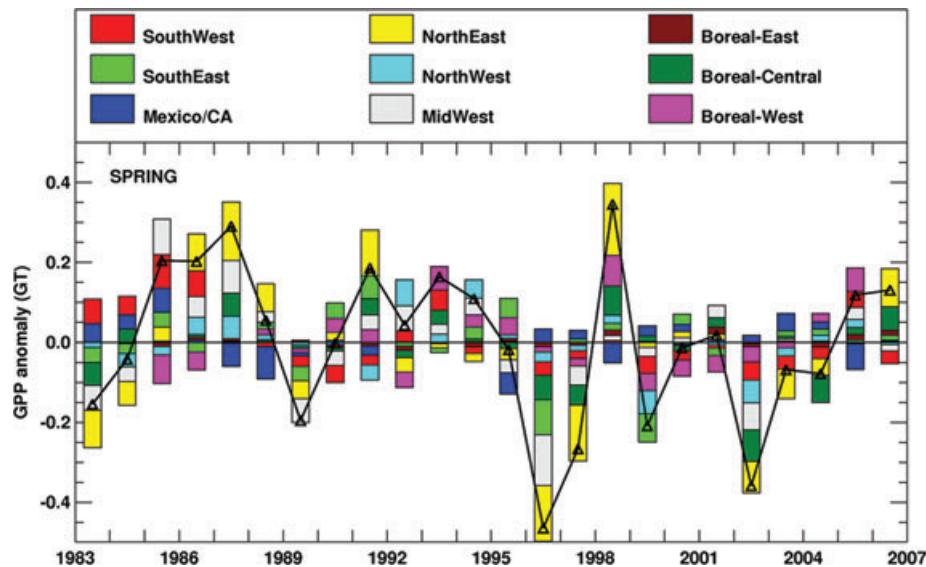 SouthWest NorthEast Boreal-East
SouthEast NorthWest Boreal-Central
Mexico/CA MidWest Boreal-West
SPRING
GPP anomaly (GT)
0.4
0.2
0.0
-0.2
-0.4
1983 1986 1989 1992 1995 1998 2001 2004 2007